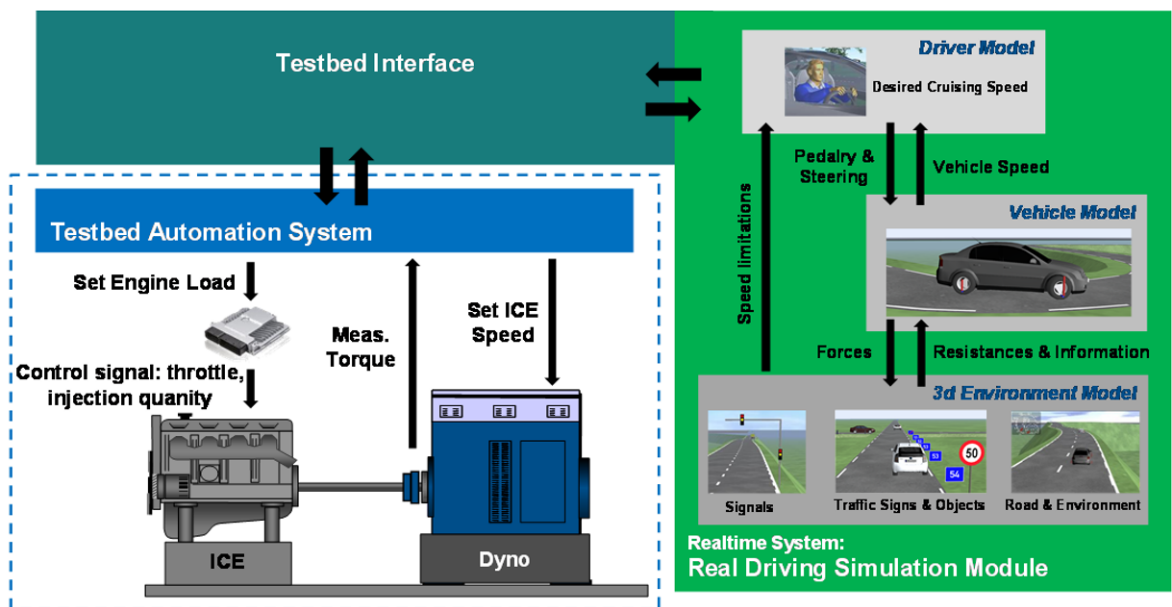 Testbed Interface
Testbed Automation System
Set Engine Load
Control signal: throttle,
injection quanity
Meas.
Torque
Set ICE
Speed
ICE
Dyno
Driver Model
Desired Cruising Speed
Pedalry &
Steering
Vehicle Speed
Speed limitations
Vehicle Model
Forces
Resistances & Information
3d Environment Model
50
53
54
Signals
Traffic Signs & Objects
Road & Environment
Realtime System:
Real Driving Simulation Module